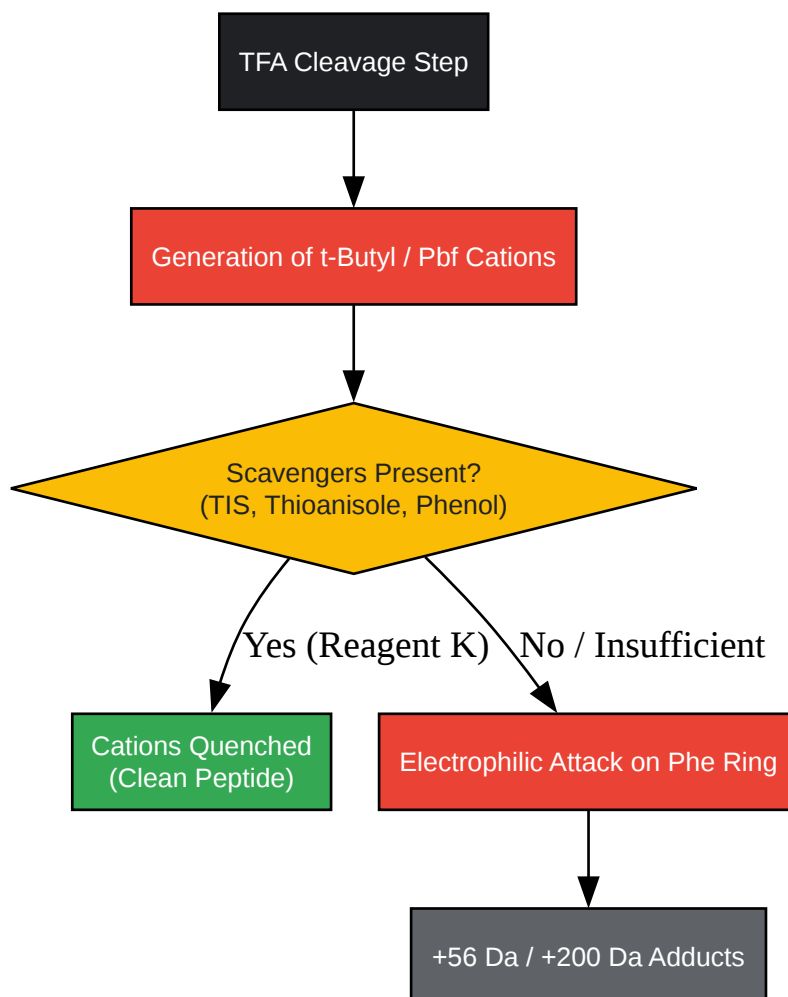 TFA Cleavage Step
Generation of t-Butyl / Pbf Cations
Scavengers Present?
(TIS, Thioanisole, Phenol)
Yes (Reagent K)
No / Insufficient
Cations Quenched
(Clean Peptide)
Electrophilic Attack on Phe Ring
+56 Da / +200 Da Adducts